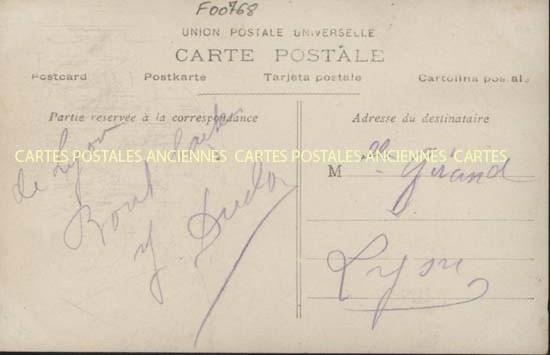 F00768
UNION POSTALE UNIVERSELLE
CARTE POSTALE
Postcard Postkarte Tarjeta postale Cartolina postale
Partie reservée à la correspondance
Adresse du destinataire
CARTES POSTALES ANCIENNES CARTES POSTALES ANCIENNES CARTES
de Lyon
M Girand
Lyon